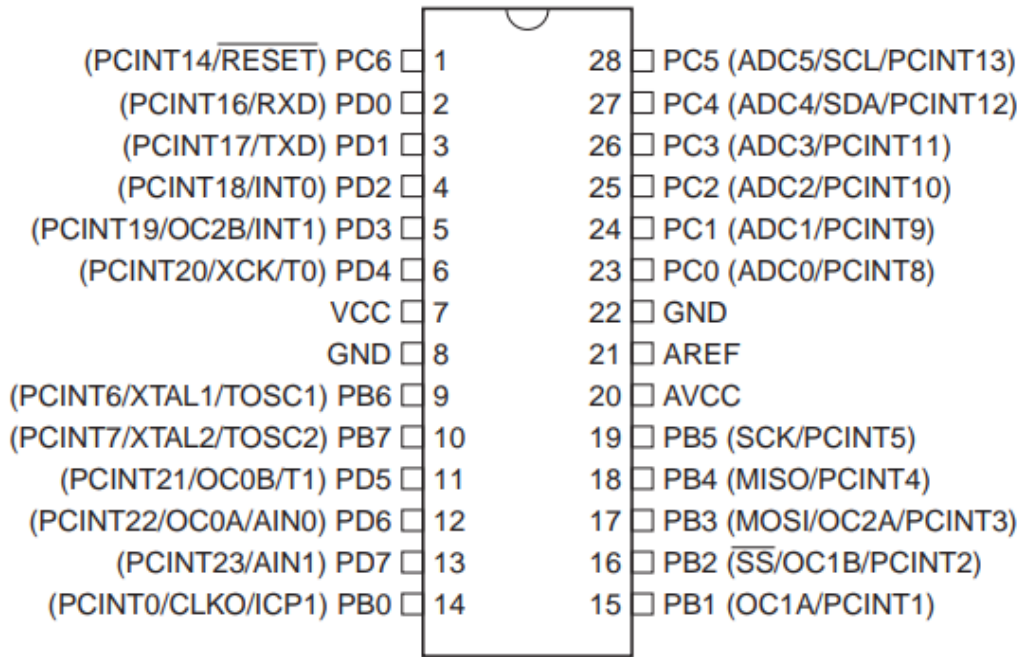 (PCINT14/RESET) PC6 1 28 PC5 (ADC5/SCL/PCINT13)
(PCINT16/RXD) PD0 2 27 PC4 (ADC4/SDA/PCINT12)
(PCINT17/TXD) PD1 3 26 PC3 (ADC3/PCINT11)
(PCINT18/INT0) PD2 4 25 PC2 (ADC2/PCINT10)
(PCINT19/OC2B/INT1) PD3 5 24 PC1 (ADC1/PCINT9)
(PCINT20/XCK/T0) PD4 6 23 PC0 (ADC0/PCINT8)
VCC 7 22 GND
GND 8 21 AREF
(PCINT6/XTAL1/TOSC1) PB6 9 20 AVCC
(PCINT7/XTAL2/TOSC2) PB7 10 19 PB5 (SCK/PCINT5)
(PCINT21/OC0B/T1) PD5 11 18 PB4 (MISO/PCINT4)
(PCINT22/OC0A/AIN0) PD6 12 17 PB3 (MOSI/OC2A/PCINT3)
(PCINT23/AIN1) PD7 13 16 PB2 (SS/OC1B/PCINT2)
(PCINT0/CLKO/ICP1) PB0 14 15 PB1 (OC1A/PCINT1)